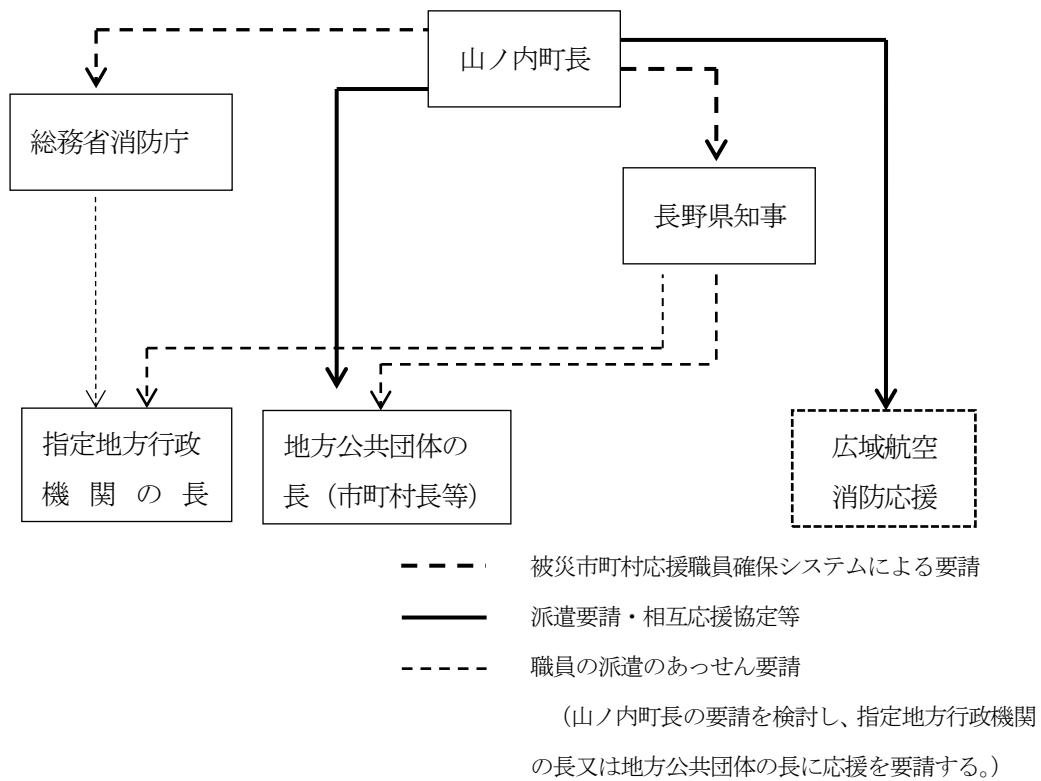 山ノ内町長
総務省消防庁
長野県知事
指定地方行政
機関の長
地方公共団体の
長（市町村長等）
広域航空
消防応援
被災市町村応援職員確保システムによる要請
派遣要請・相互応援協定等
職員の派遣のあっせん要請
（山ノ内町長の要請を検討し、指定地方行政機関
の長又は地方公共団体の長に応援を要請する。）